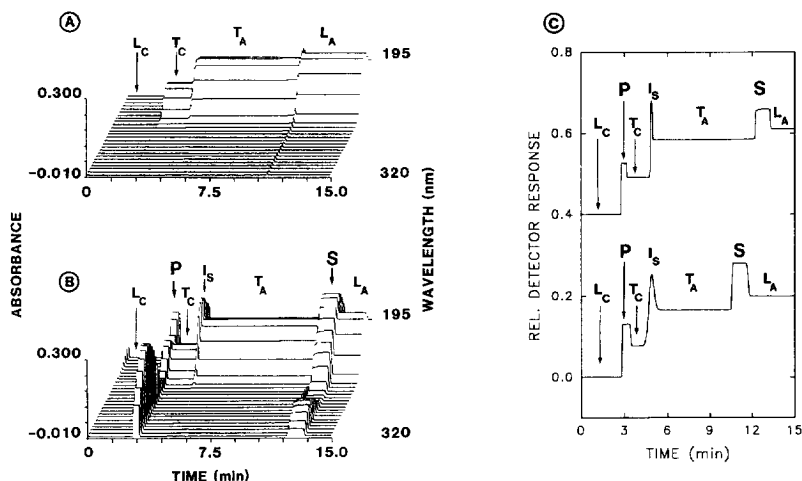 A
L_C
T_C
T_A
L_A
195
0.300
-0.010
320
0
7.5
15.0
ABSORBANCE
WAVELENGTH (nm)
B
P
I_S
S
L_C
T_C
T_A
L_A
195
0.300
-0.010
320
0
7.5
15.0
TIME (min)
C
0.8
0.6
0.4
0.2
0.0
REL. DETECTOR RESPONSE
L_C
P
T_C
I_S
T_A
S
L_A
L_C
P
T_C
I_S
T_A
S
L_A
0 3 6 9 12 15
TIME (min)